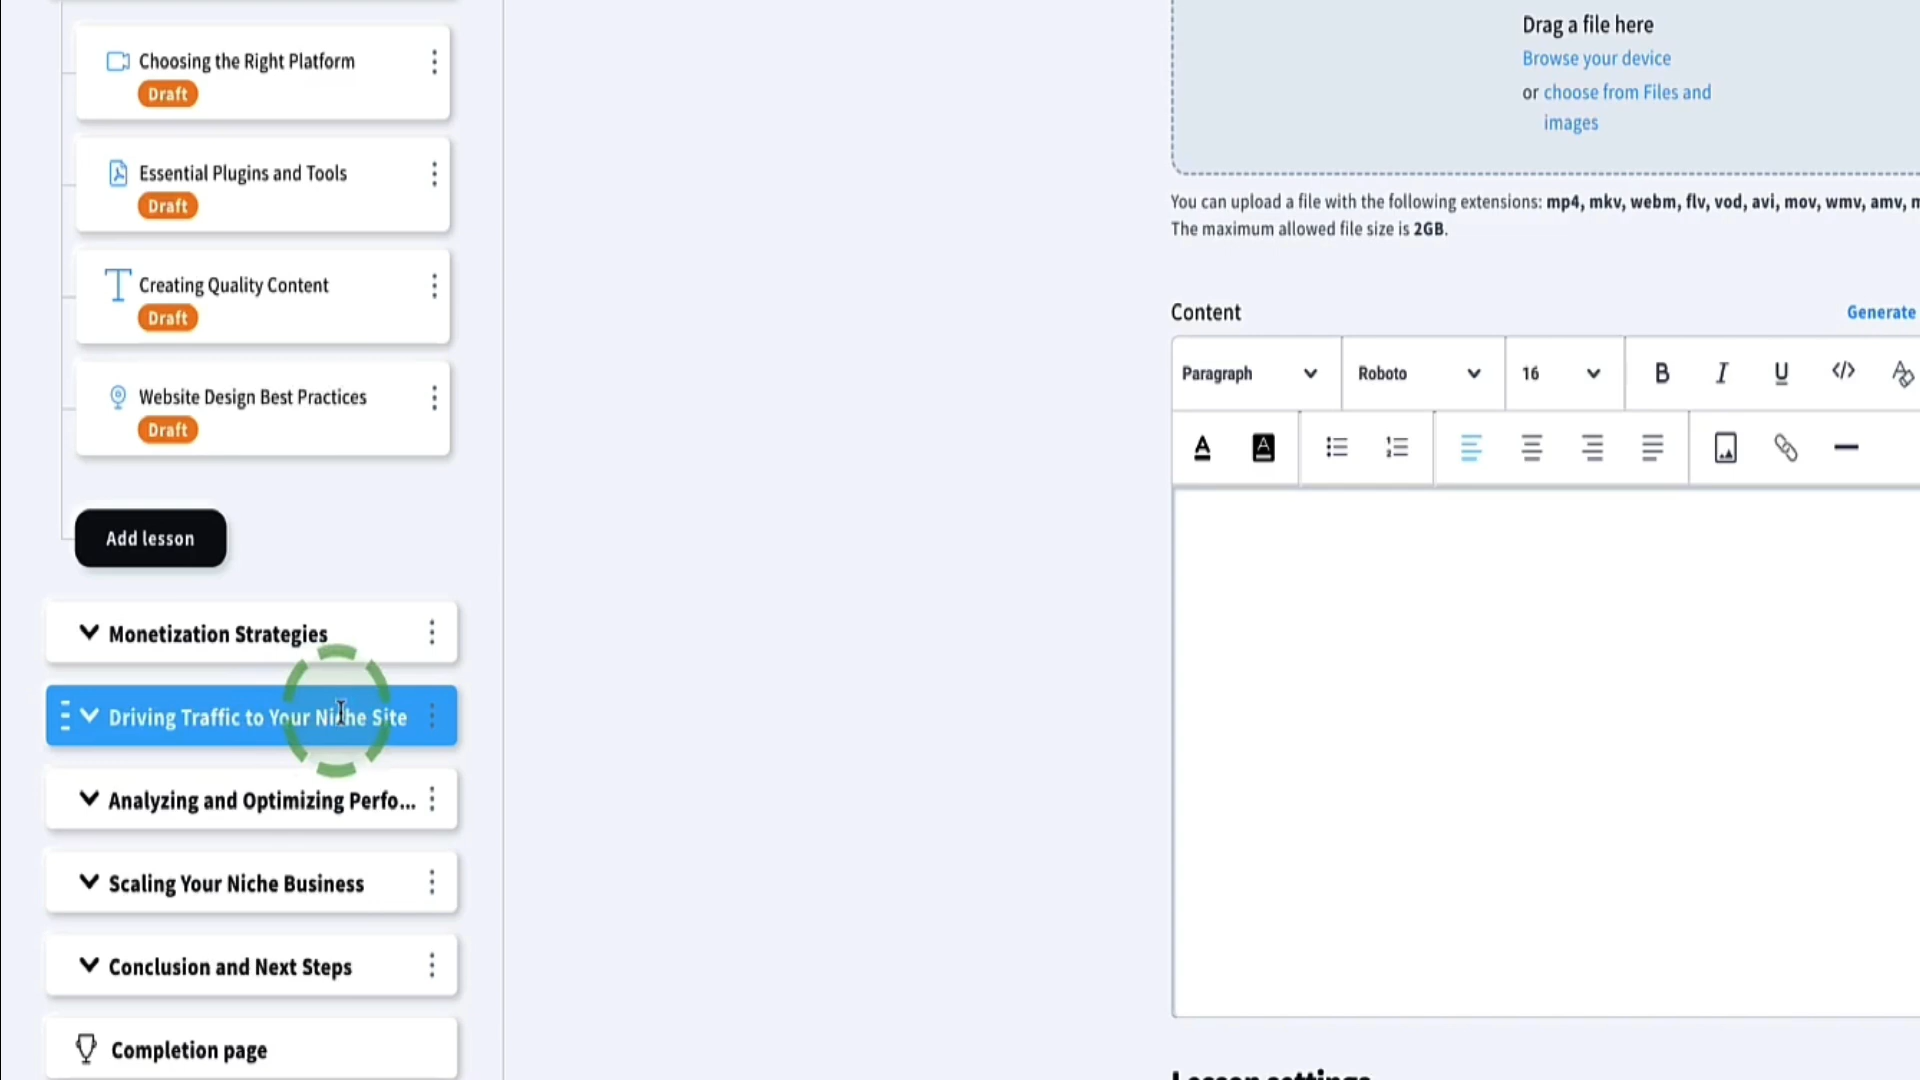 Choosing the Right Platform
Draft
Essential Plugins and Tools
Draft
Creating Quality Content
Draft
Website Design Best Practices
Draft
Add lesson
Monetization Strategies
Driving Traffic to Your Niche Site
Analyzing and Optimizing Perfo...
Scaling Your Niche Business
Conclusion and Next Steps
Completion page
Drag a file here
Browse your device
or choose from Files and
images
You can upload a file with the following extensions: mp4, mkv, webm, flv, vod, avi, mov, wmv, amv,
The maximum allowed file size is 2GB.
Content
Generate
Paragraph
Roboto
16
Lesson settings